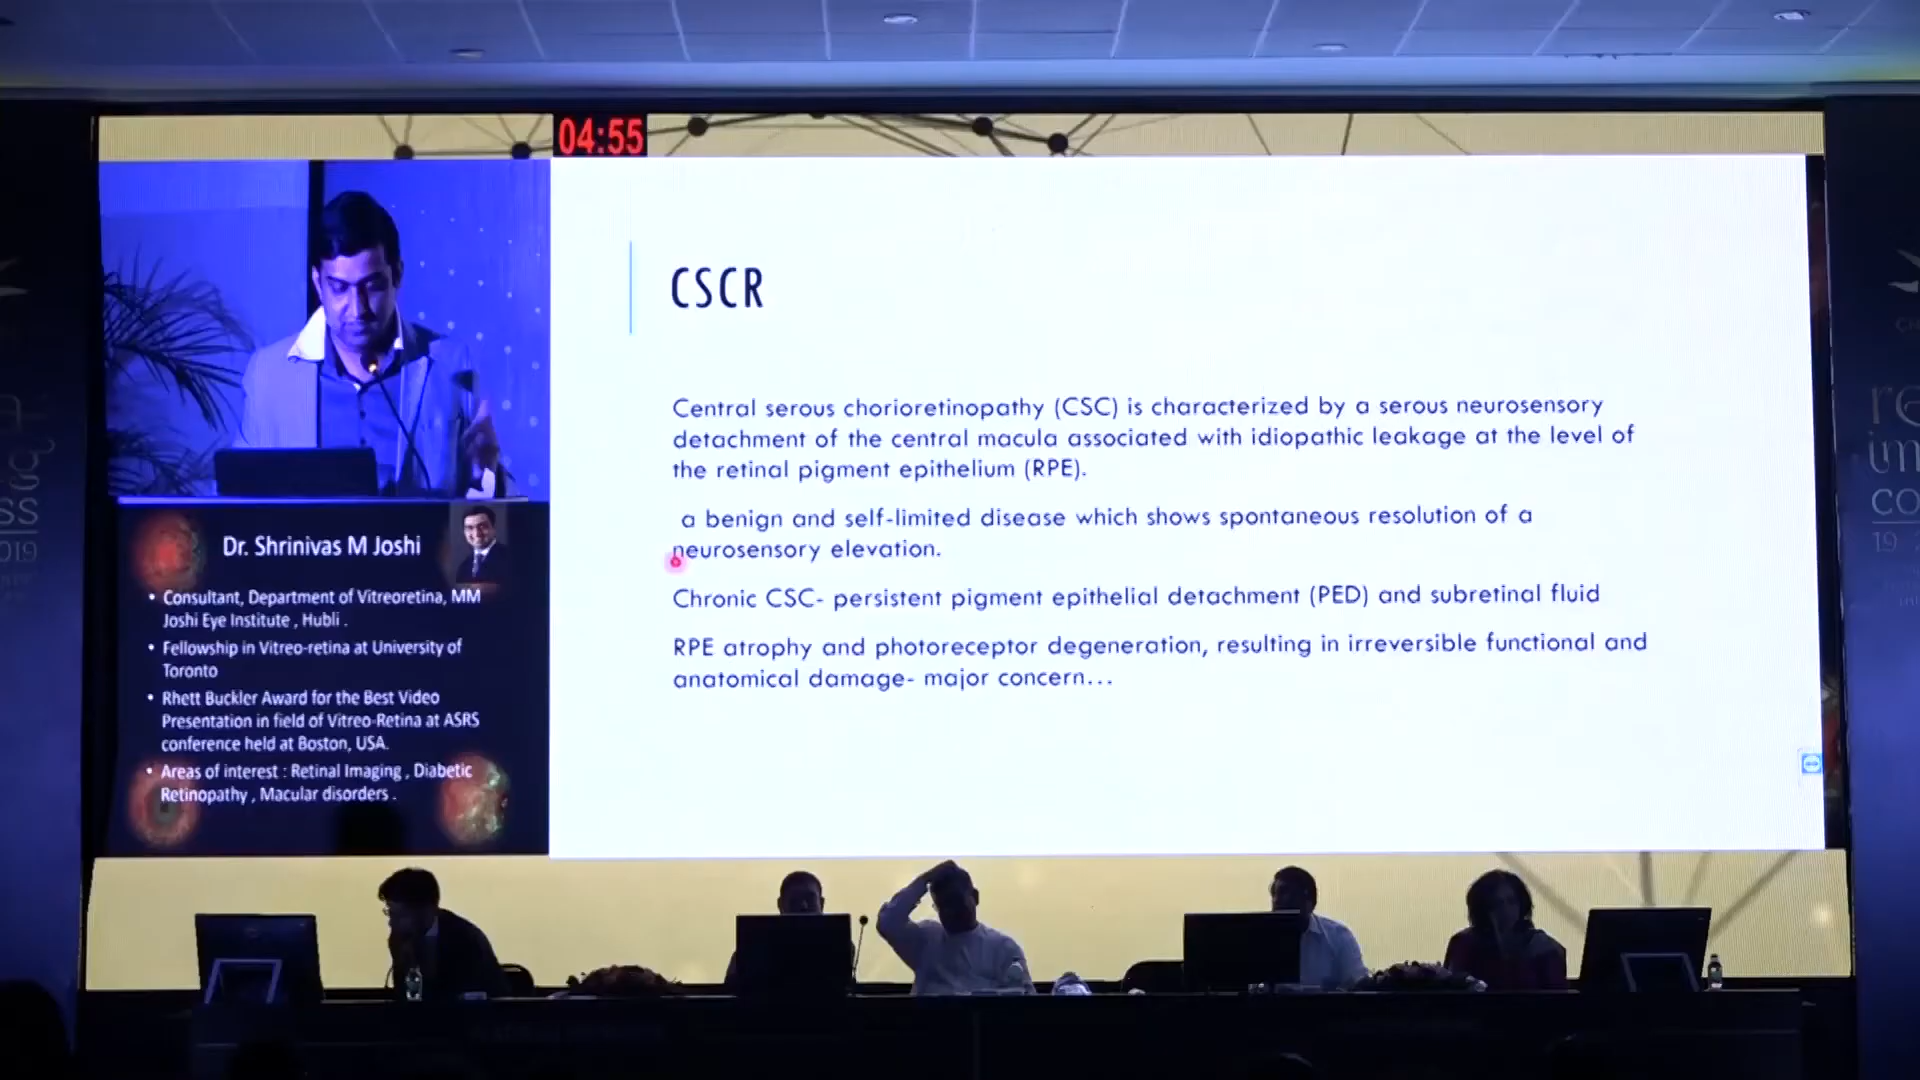 04:55
CSCR
Central serous chorioretinopathy (CSC) is characterized by a serous neurosensory
detachment of the central macula associated with idiopathic leakage at the level of
the retinal pigment epithelium (RPE).
a benign and self-limited disease which shows spontaneous resolution of a
neurosensory elevation.
Chronic CSC- persistent pigment epithelial detachment (PED) and subretinal fluid
RPE atrophy and photoreceptor degeneration, resulting in irreversible functional and
anatomical damage- major concern...
Dr. Shrinivas M Joshi
• Consultant, Department of Vitreoretina, MM
Joshi Eye Institute , Hubli .
• Fellowship in Vitreo-retina at University of
Toronto
• Rhett Buckler Award for the Best Video
Presentation in field of Vitreo-Retina at ASRS
conference held at Boston, USA.
• Areas of interest : Retinal Imaging , Diabetic
Retinopathy , Macular disorders .